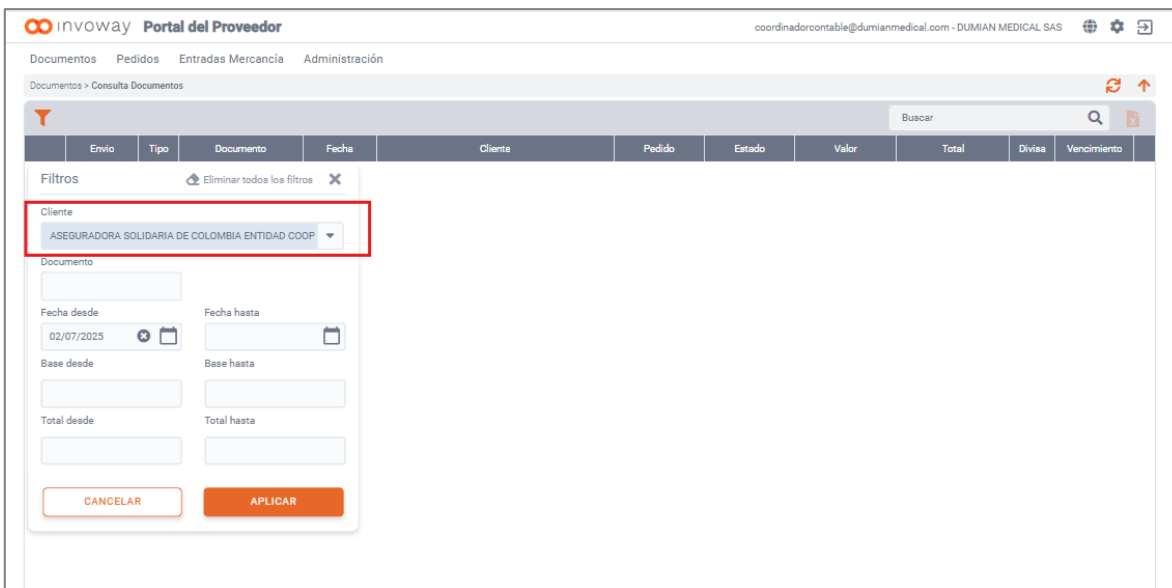 invoway Portal del Proveedor coordinadorcontable@dumianmedical.com - DUMIAN MEDICAL SAS
Documentos Pedidos Entradas Mercancía Administración
Documentos > Consulta Documentos
Buscar
Envio Tipo Documento Fecha Cliente Pedido Estado Valor Total Divisa Vencimiento
Filtros Eliminar todos los filtros
Cliente
ASEGURADORA SOLIDARIA DE COLOMBIA ENTIDAD COOP
Documento
Fecha desde Fecha hasta
02/07/2025
Base desde Base hasta
Total desde Total hasta
CANCELAR APLICAR